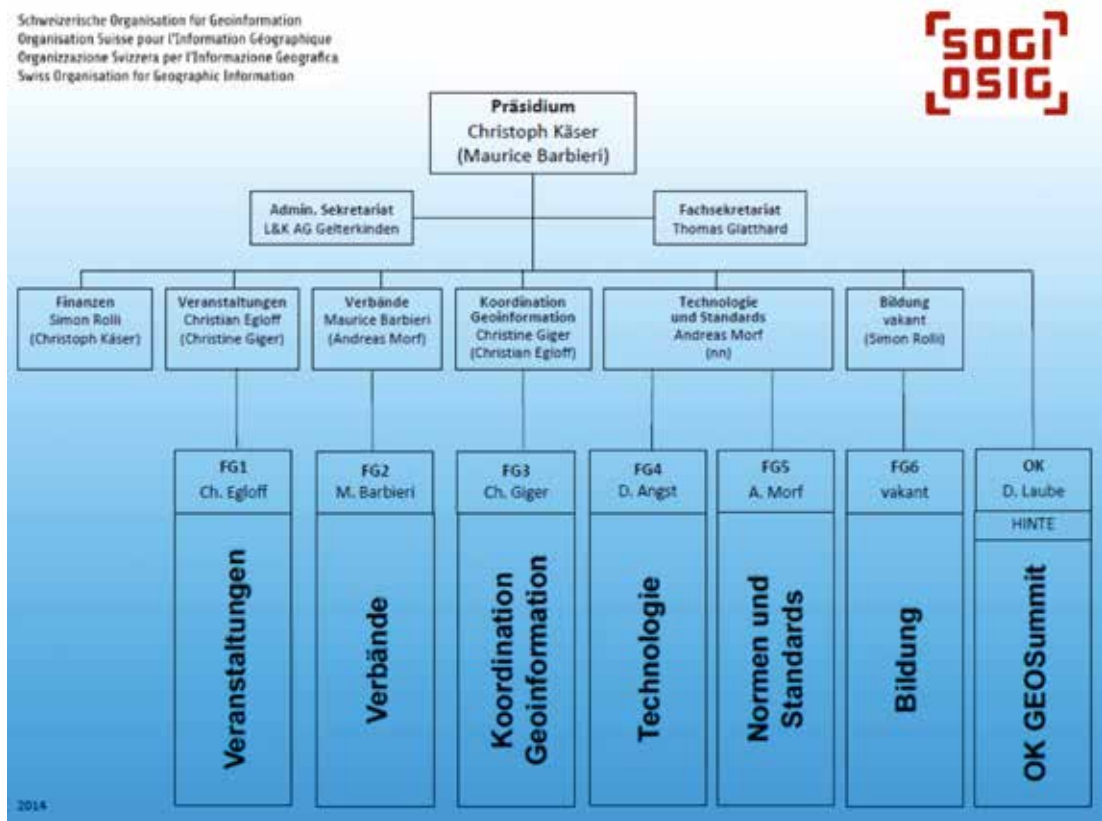 Schweizerische Organisation für Geoinformation
Organisation Suisse pour l'Information Géographique
Organizzazione Svizzera per l'Informazione Geografica
Swiss Organisation for Geographic Information
SOGI
OSIG
Präsidium
Christoph Käser
(Maurice Barbieri)
Admin. Sekretariat
L&K AG Gelterkinden
Fachsekretariat
Thomas Glatthard
Finanzen
Simon Rolli
(Christoph Käser)
Veranstaltungen
Christian Egloff
(Christine Giger)
Verbände
Maurice Barbieri
(Andreas Morf)
Koordination
Geoinformation
Christine Giger
(Christian Egloff)
Technologie
und Standards
Andreas Morf
(nn)
Bildung
vakant
(Simon Rolli)
FG1
Ch. Egloff
Veranstaltungen
FG2
M. Barbieri
Verbände
FG3
Ch. Giger
Koordination
Geoinformation
FG4
D. Angst
Technologie
FG5
A. Morf
Normen und
Standards
FG6
vakant
Bildung
OK
D. Laube
HINTE
OK GEOSummit
2014